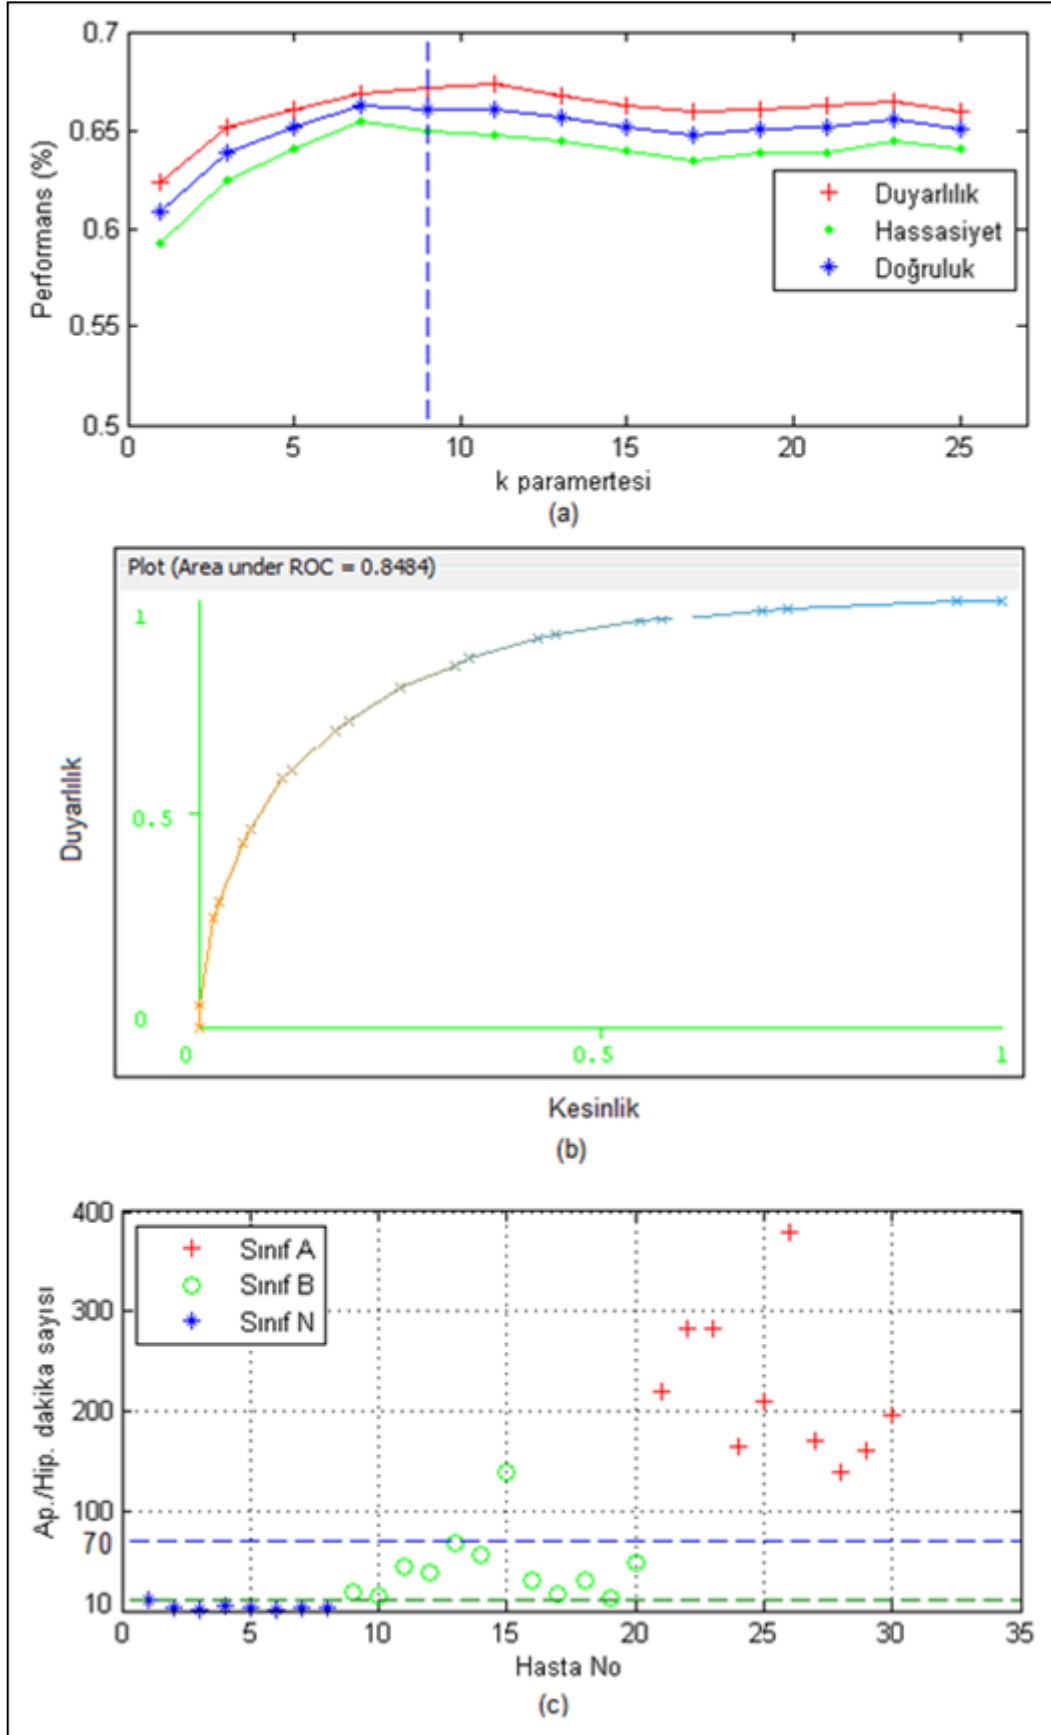 0.7
0.65
0.6
0.55
0.5
Performans (%)
Duyarlılık
Hassasiyet
Doğruluk
0 5 10 15 20 25
k paramertesi
(a)
Plot (Area under ROC = 0.8484)
1
0.5
0
Duyarlılık
0 0.5 1
Kesinlik
(b)
400
300
200
100
70
10
Ap./Hip. dakika sayısı
Sınıf A
Sınıf B
Sınıf N
0 5 10 15 20 25 30 35
Hasta No
(c)